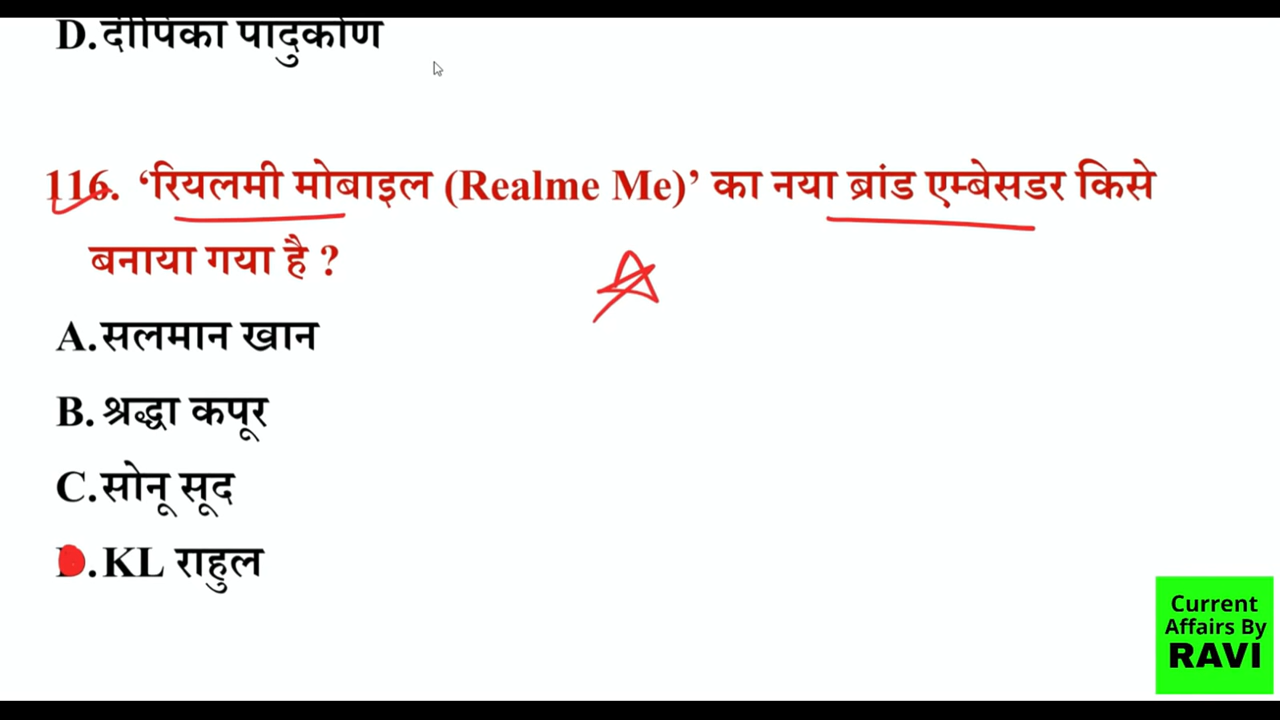 D. दीपिका पादुकोण
116. ‘रियलमी मोबाइल (Realme Me)’ का नया ब्रांड एम्बेसडर किसे
बनाया गया है ?
A. सलमान खान
B. श्रद्धा कपूर
C. सोनू सूद
D. KL राहुल
Current
Affairs By
RAVI